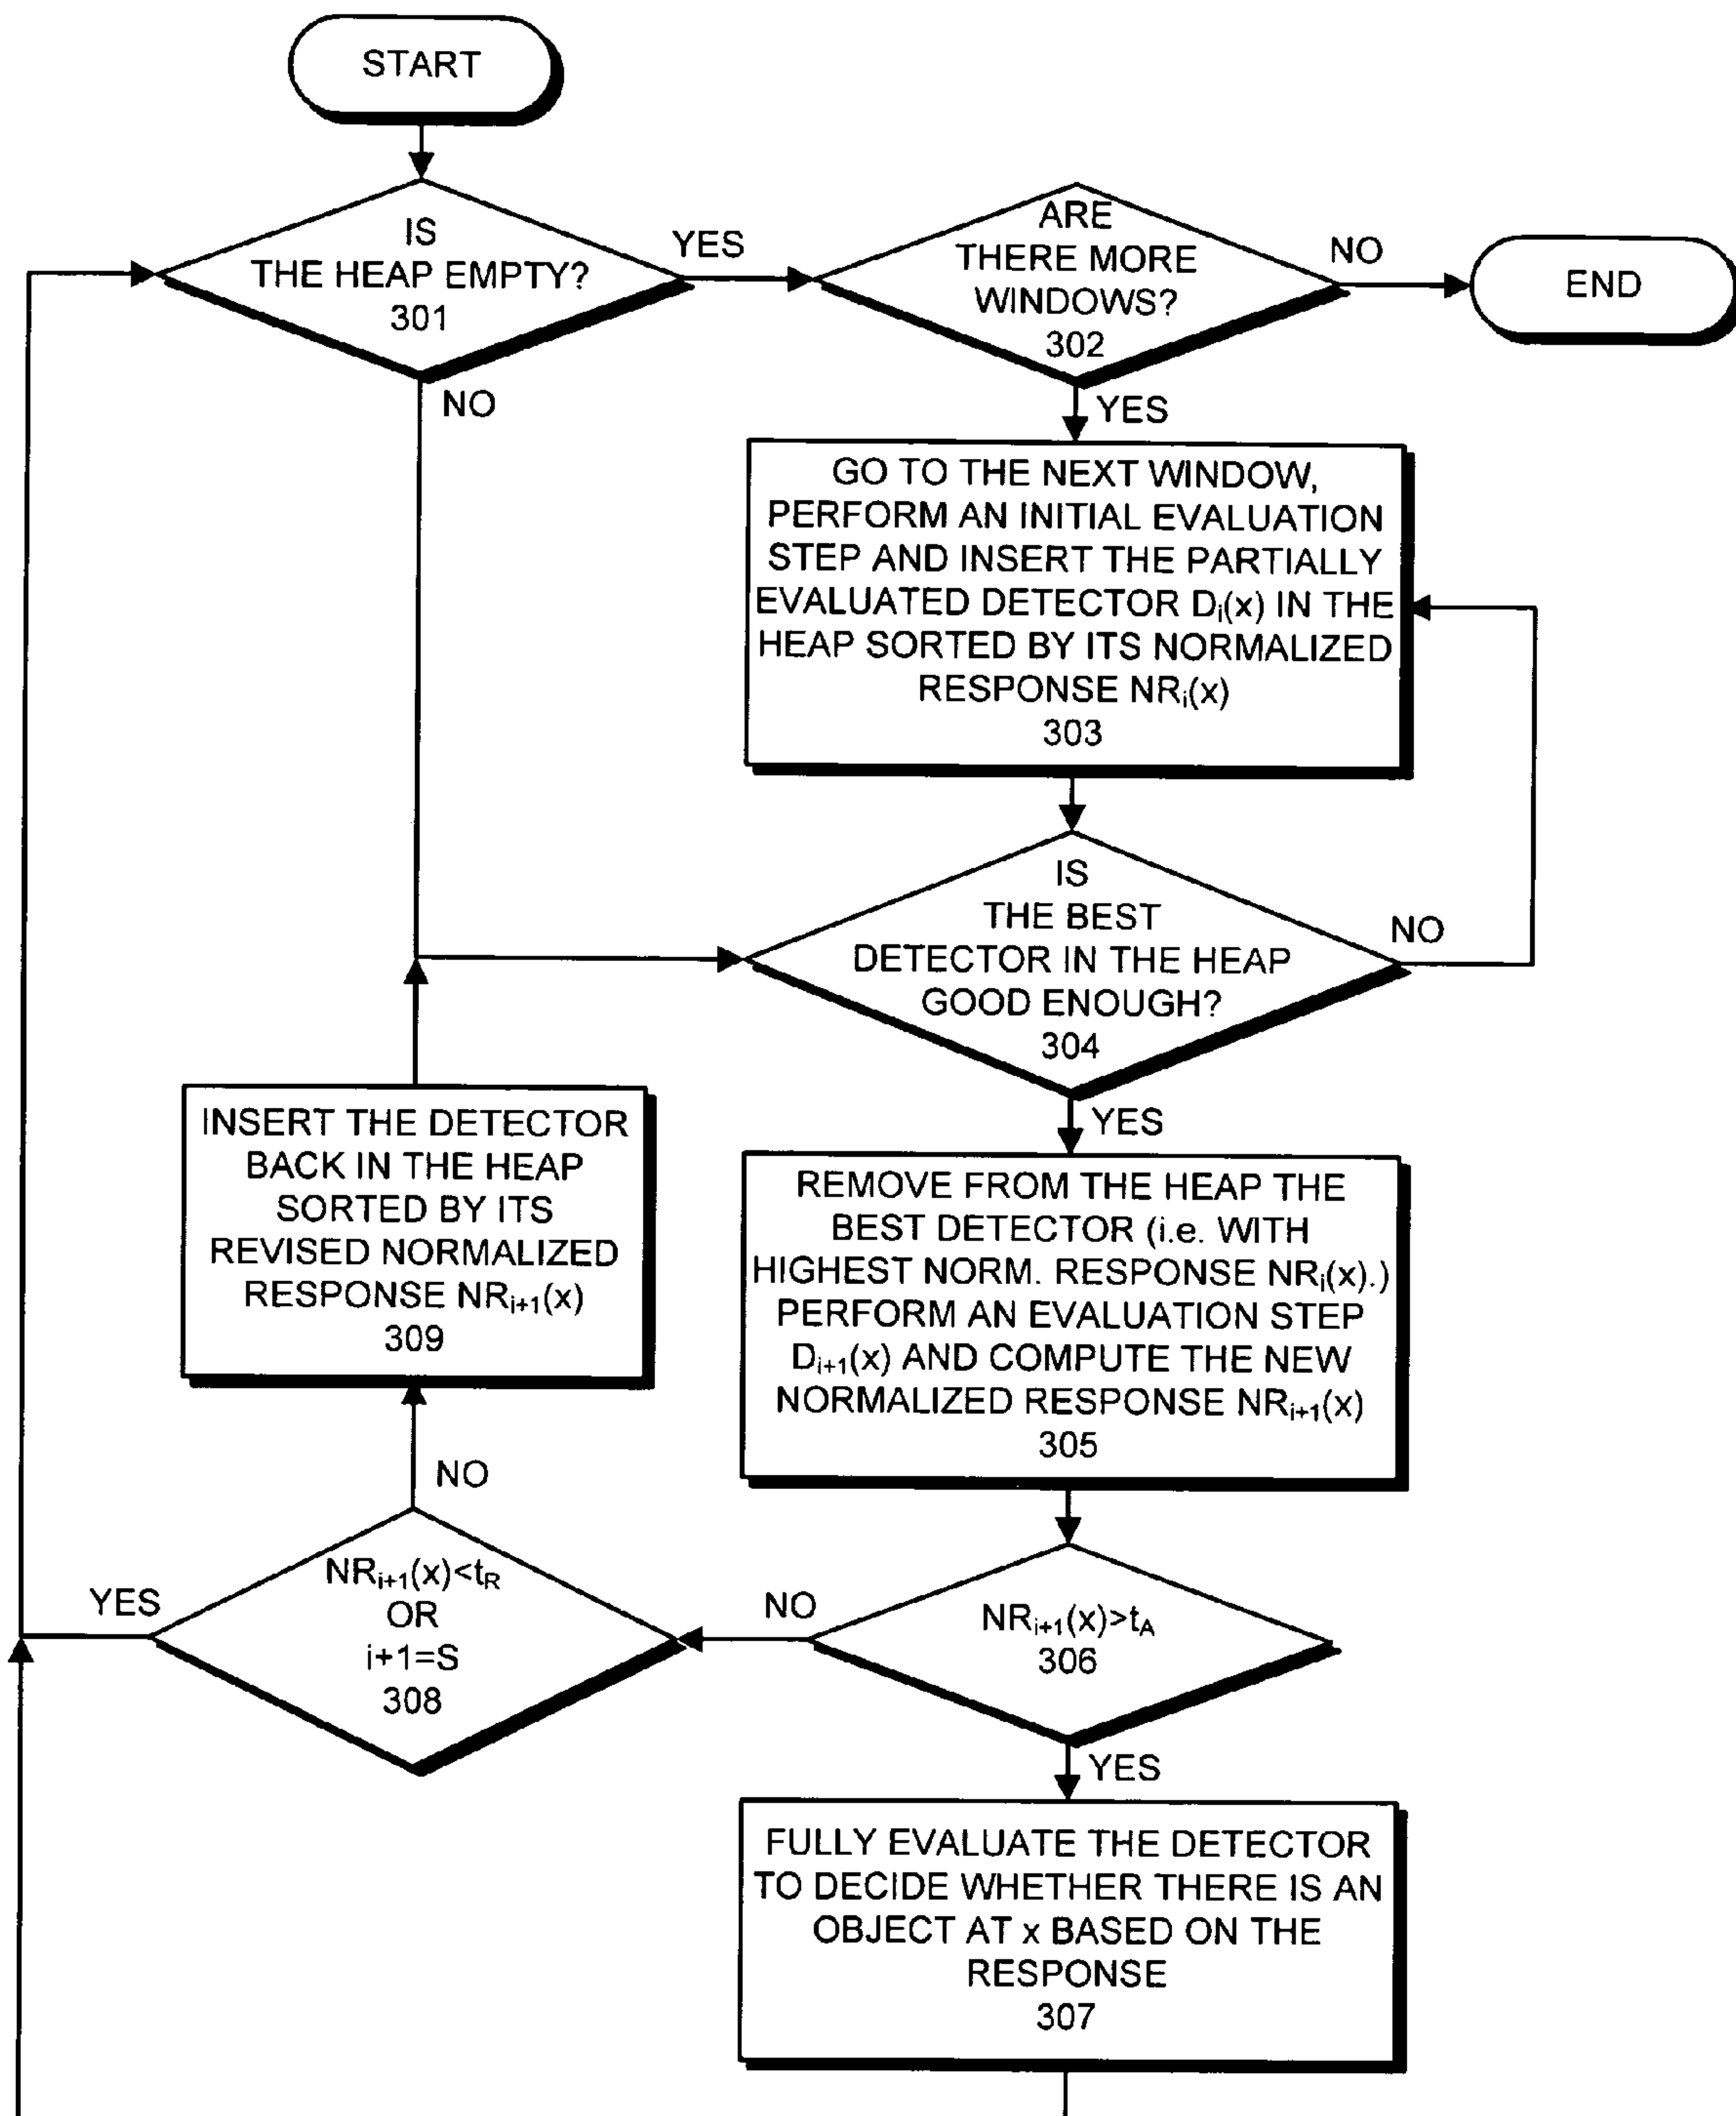 START
IS
THE HEAP EMPTY?
301
YES
NO
ARE
THERE MORE
WINDOWS?
302
NO
END
YES
GO TO THE NEXT WINDOW,
PERFORM AN INITIAL EVALUATION
STEP AND INSERT THE PARTIALLY
EVALUATED DETECTOR Dᵢ(x) IN THE
HEAP SORTED BY ITS NORMALIZED
RESPONSE NRᵢ(x)
303
IS
THE BEST
DETECTOR IN THE HEAP
GOOD ENOUGH?
304
NO
YES
REMOVE FROM THE HEAP THE
BEST DETECTOR (i.e. WITH
HIGHEST NORM. RESPONSE NRᵢ(x).)
PERFORM AN EVALUATION STEP
Dᵢ₊₁(x) AND COMPUTE THE NEW
NORMALIZED RESPONSE NRᵢ₊₁(x)
305
NRᵢ₊₁(x)>t_A
306
NO
YES
FULLY EVALUATE THE DETECTOR
TO DECIDE WHETHER THERE IS AN
OBJECT AT x BASED ON THE
RESPONSE
307
NRᵢ₊₁(x)<t_R
OR
i+1=S
308
YES
NO
INSERT THE DETECTOR
BACK IN THE HEAP
SORTED BY ITS
REVISED NORMALIZED
RESPONSE NRᵢ₊₁(x)
309